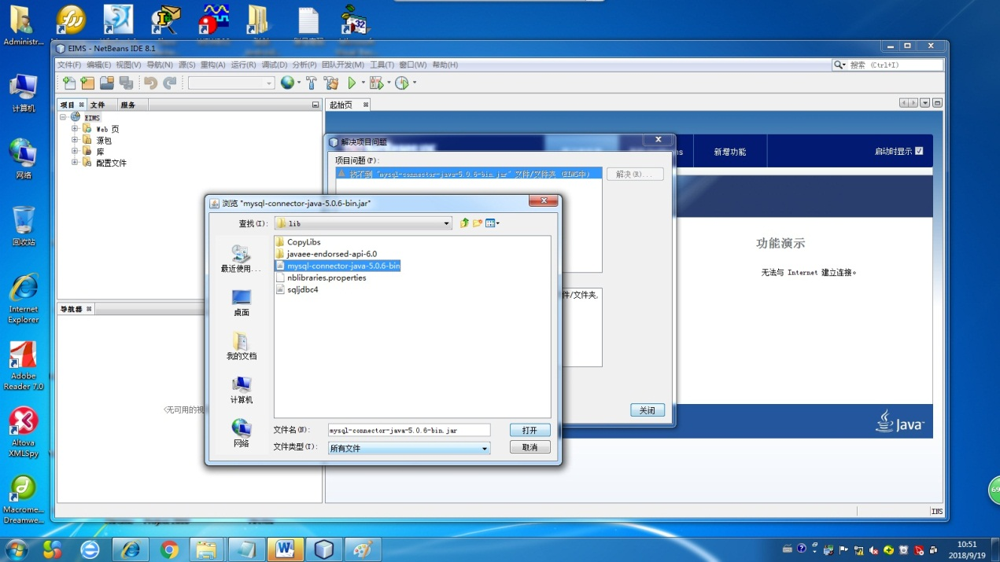 Administr...
计算机
网络
回收站
Internet
Explorer
Adobe
Reader 7.0
Altova
XMLSpy
Macrome...
Dreamwe...
EIMS - NetBeans IDE 8.1
文件(F) 编辑(E) 视图(V) 导航(N) 源(S) 重构(A) 运行(R) 调试(D) 分析(P) 团队开发(M) 工具(T) 窗口(W) 帮助(H)
搜索 (Ctrl+I)
项目 文件 服务
起始页
EIMS
Web 页
源包
库
配置文件
新增功能
启动时显示
功能演示
无法与 Internet 建立连接。
Java
导航器
<无可用的视
解决项目问题
项目问题(P):
找不到 "mysql-connector-java-5.0.6-bin.jar" 文件/文件夹 (EIMS中)
解决(R)...
件/文件夹,
关闭
浏览 "mysql-connector-java-5.0.6-bin.jar"
查找(I):
lib
最近使用...
桌面
我的文档
计算机
网络
CopyLibs
javaee-endorsed-api-6.0
mysql-connector-java-5.0.6-bin
nblibraries.properties
sqljdbc4
文件名(N):
mysql-connector-java-5.0.6-bin.jar
打开
文件类型(T):
所有文件
取消
INS
69
10:51
2018/9/19